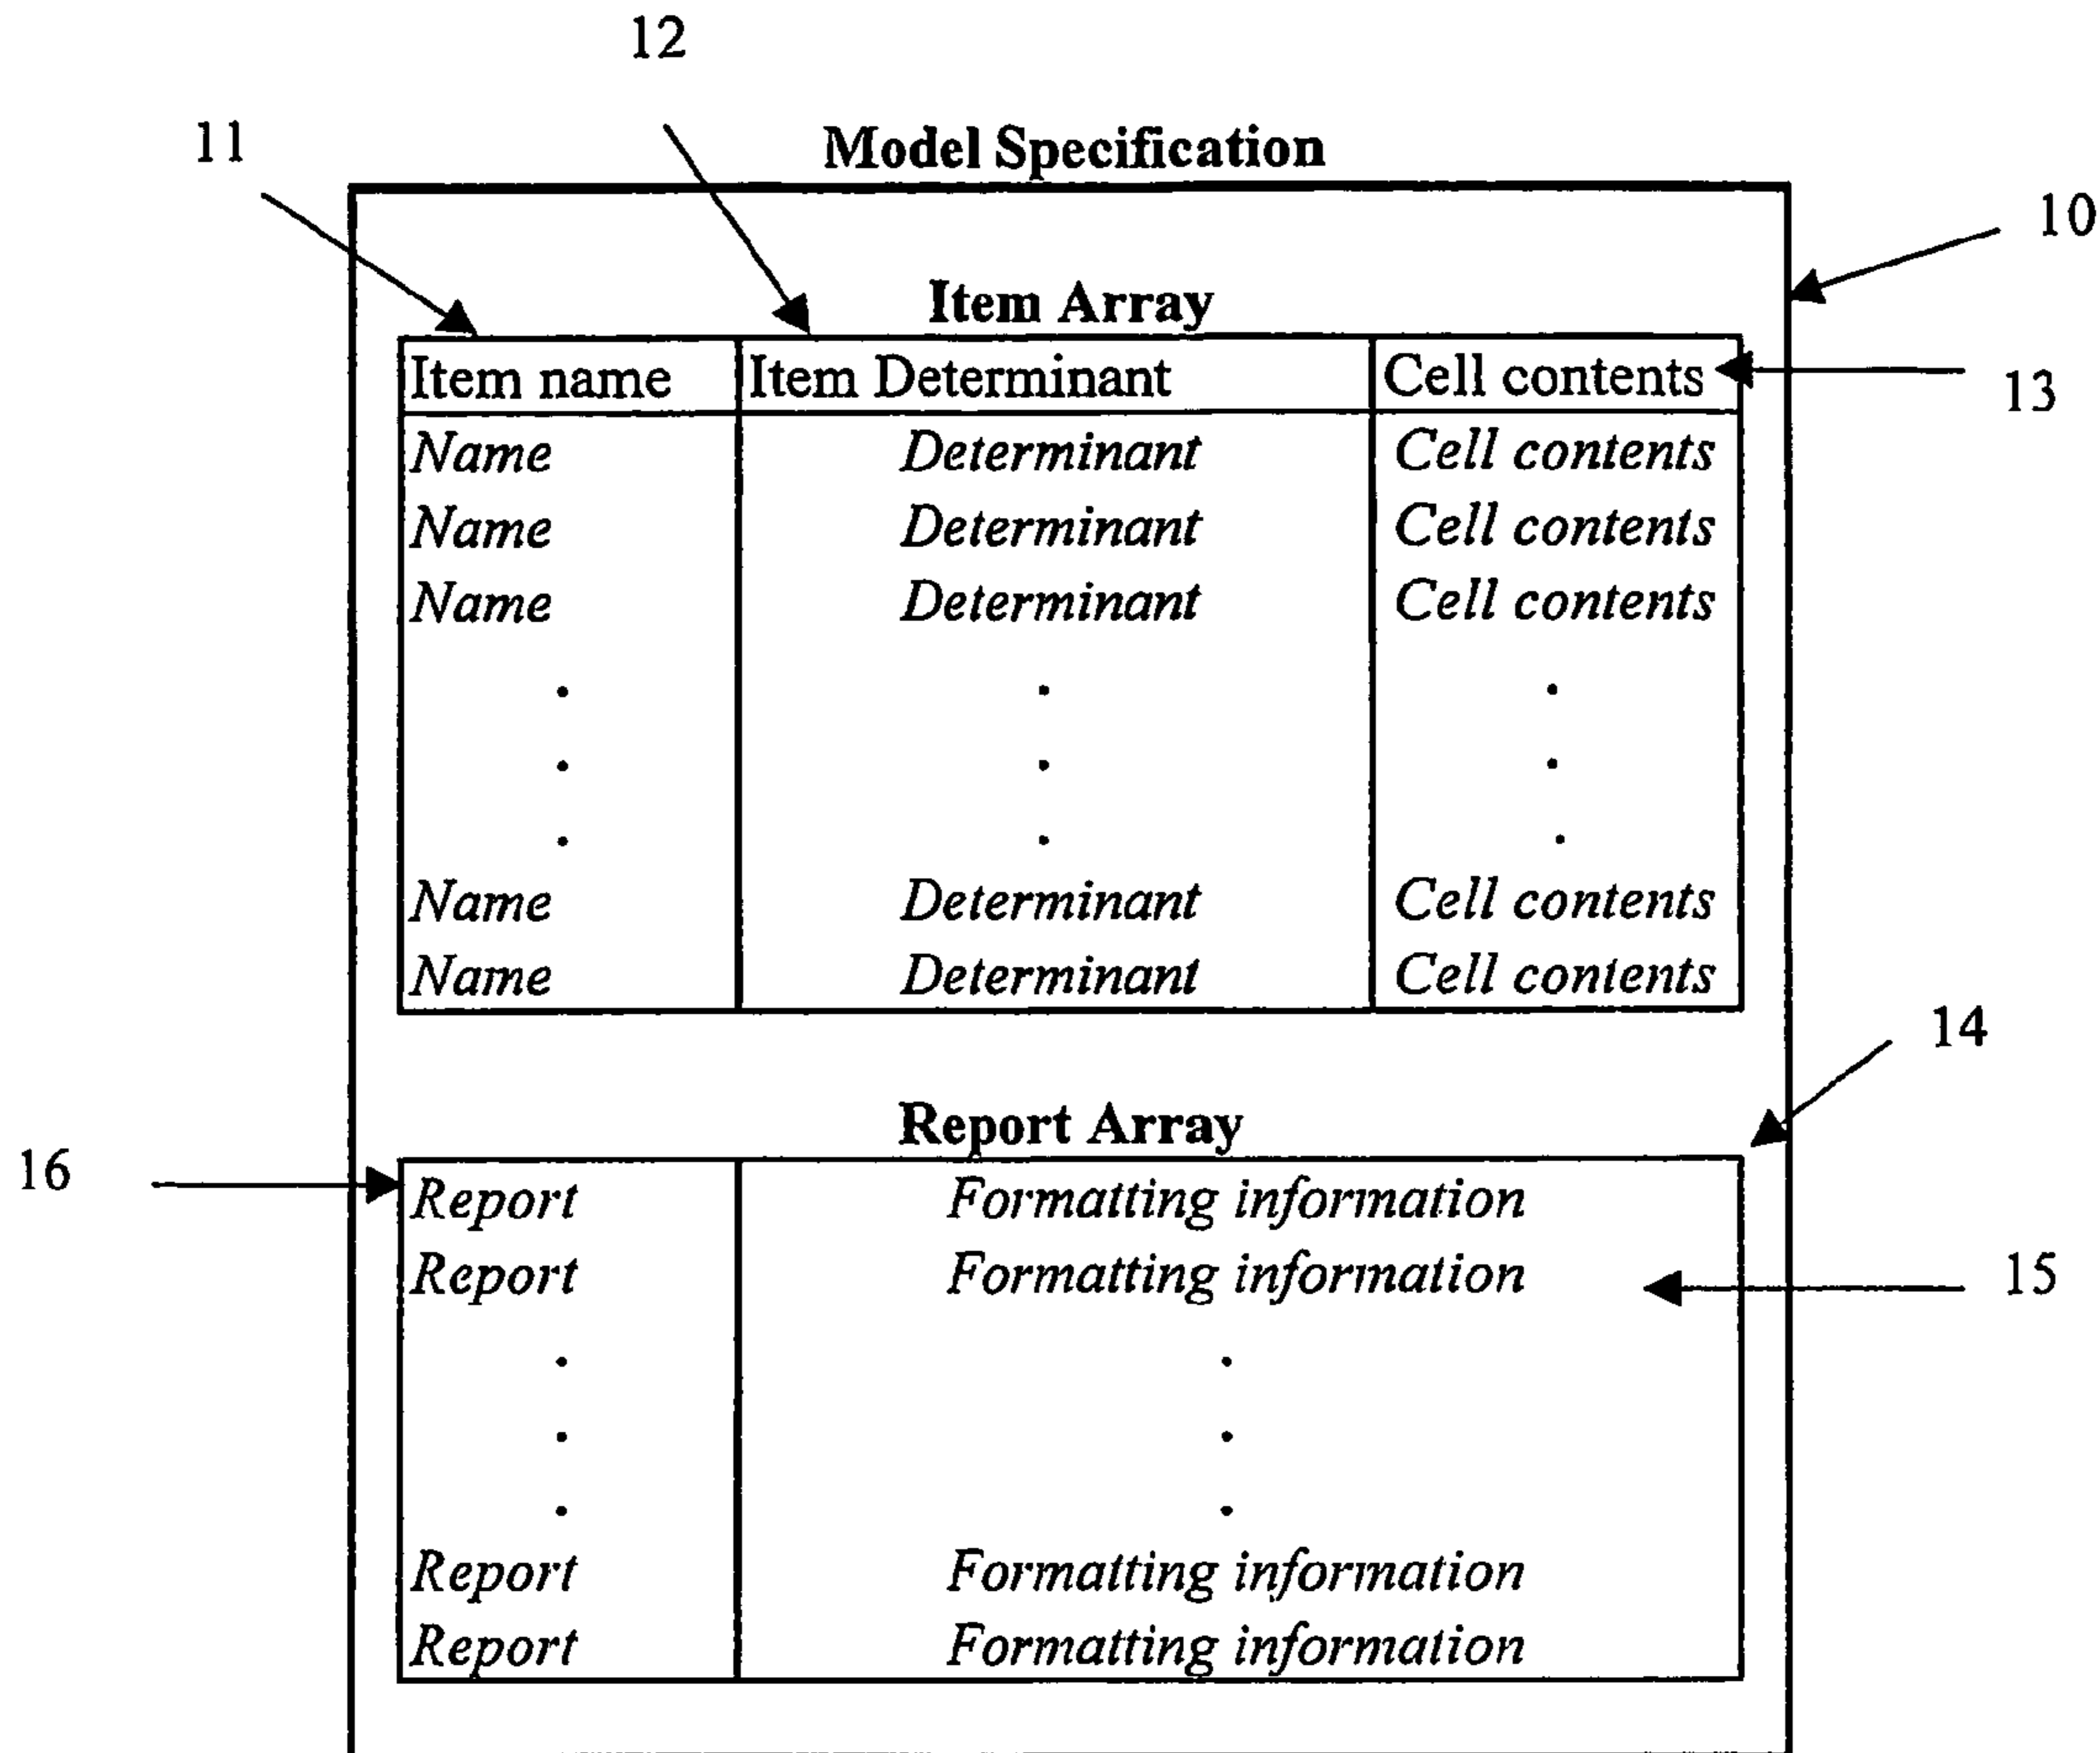 12
11
Model Specification
10
Item Array
Item name Item Determinant Cell contents
13
Name Determinant Cell contents
Name Determinant Cell contents
Name Determinant Cell contents
. . .
. . .
. . .
Name Determinant Cell contents
Name Determinant Cell contents
14
Report Array
16
Report Formatting information
Report Formatting information
15
. .
. .
. .
Report Formatting information
Report Formatting information